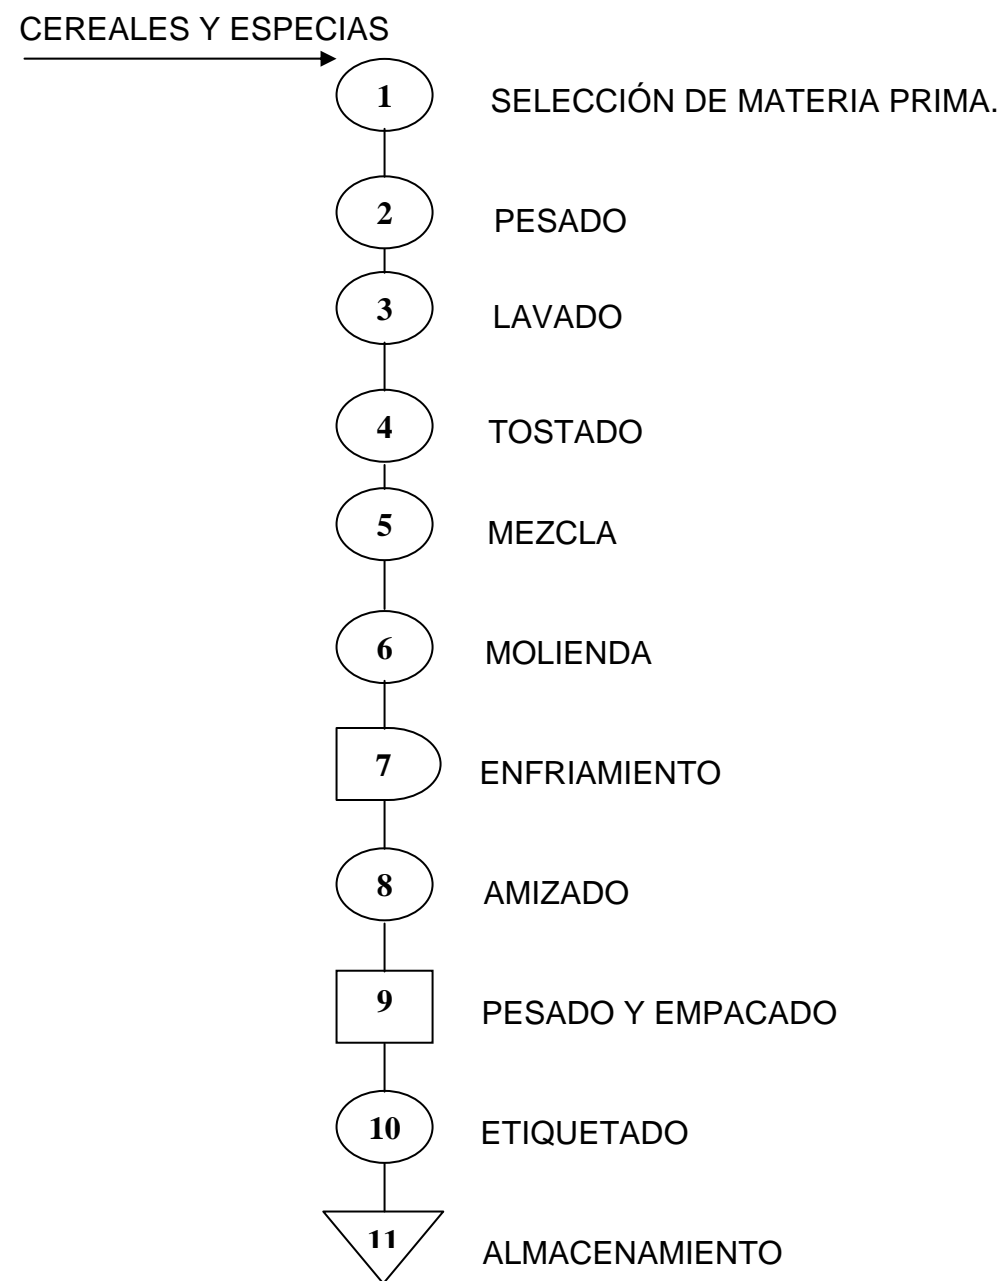 CEREALES Y ESPECIAS
1 SELECCIÓN DE MATERIA PRIMA.
2 PESADO
3 LAVADO
4 TOSTADO
5 MEZCLA
6 MOLIENDA
7 ENFRIAMIENTO
8 AMIZADO
9 PESADO Y EMPACADO
10 ETIQUETADO
11 ALMACENAMIENTO